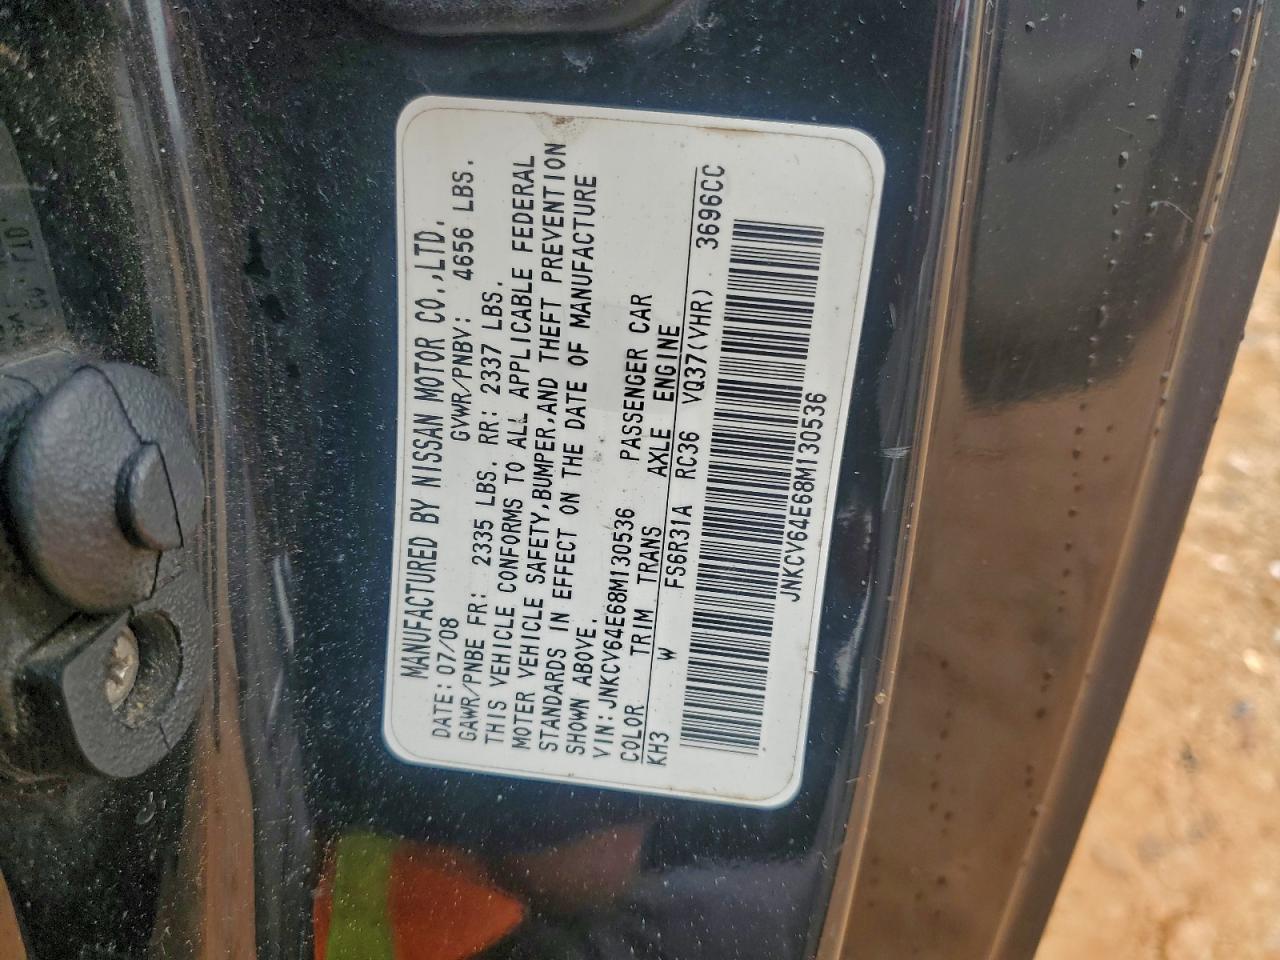 MANUFACTURED BY NISSAN MOTOR CO.,LTD.
DATE: 07/08 GVWR/PNBV: 4656 LBS.
GAWR/PNBE FR: 2335 LBS. RR: 2337 LBS.
THIS VEHICLE CONFORMS TO ALL APPLICABLE FEDERAL
MOTER VEHICLE SAFETY,BUMPER,AND THEFT PREVENTION
STANDARDS IN EFFECT ON THE DATE OF MANUFACTURE
SHOWN ABOVE.
VIN: JNKCV64E68M130536 PASSENGER CAR
COLOR TRIM TRANS AXLE ENGINE
KH3 W FS6R31A RC36 VQ37(VHR) 3696CC
JNKCV64E68M130536